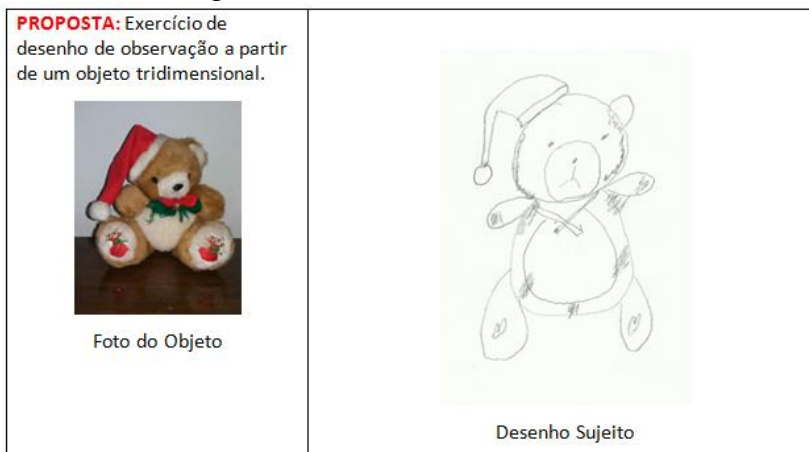 PROPOSTA: Exercício de
desenho de observação a partir
de um objeto tridimensional.
Foto do Objeto
Desenho Sujeito